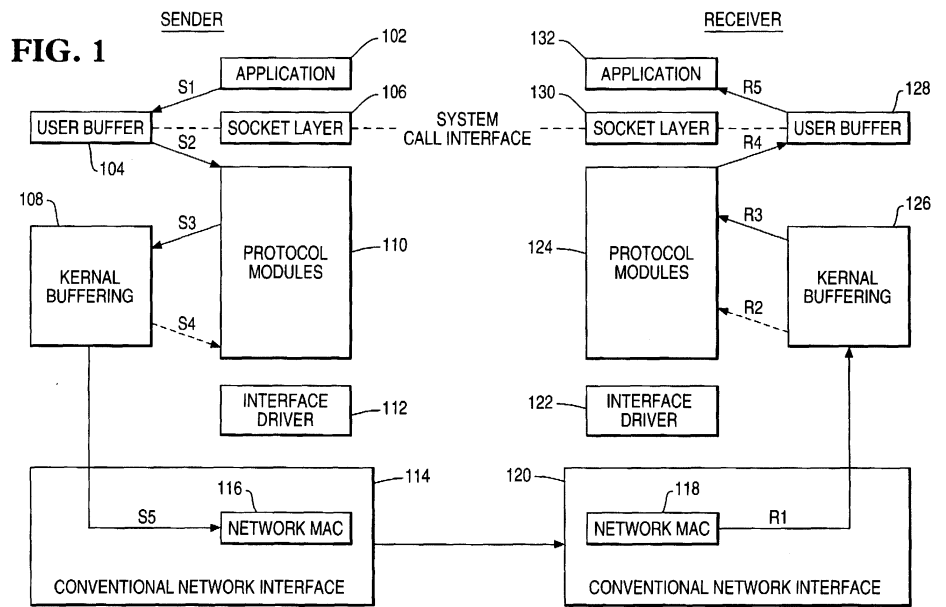 SENDER
RECEIVER
FIG. 1
102
132
APPLICATION
APPLICATION
S1
106
130
R5
128
USER BUFFER
SOCKET LAYER
SYSTEM
CALL INTERFACE
SOCKET LAYER
USER BUFFER
104
S2
R4
108
S3
R3
126
KERNAL
BUFFERING
PROTOCOL
MODULES
110
124
PROTOCOL
MODULES
KERNAL
BUFFERING
S4
R2
INTERFACE
DRIVER
112
122
INTERFACE
DRIVER
116
114
120
118
S5
NETWORK MAC
NETWORK MAC
R1
CONVENTIONAL NETWORK INTERFACE
CONVENTIONAL NETWORK INTERFACE